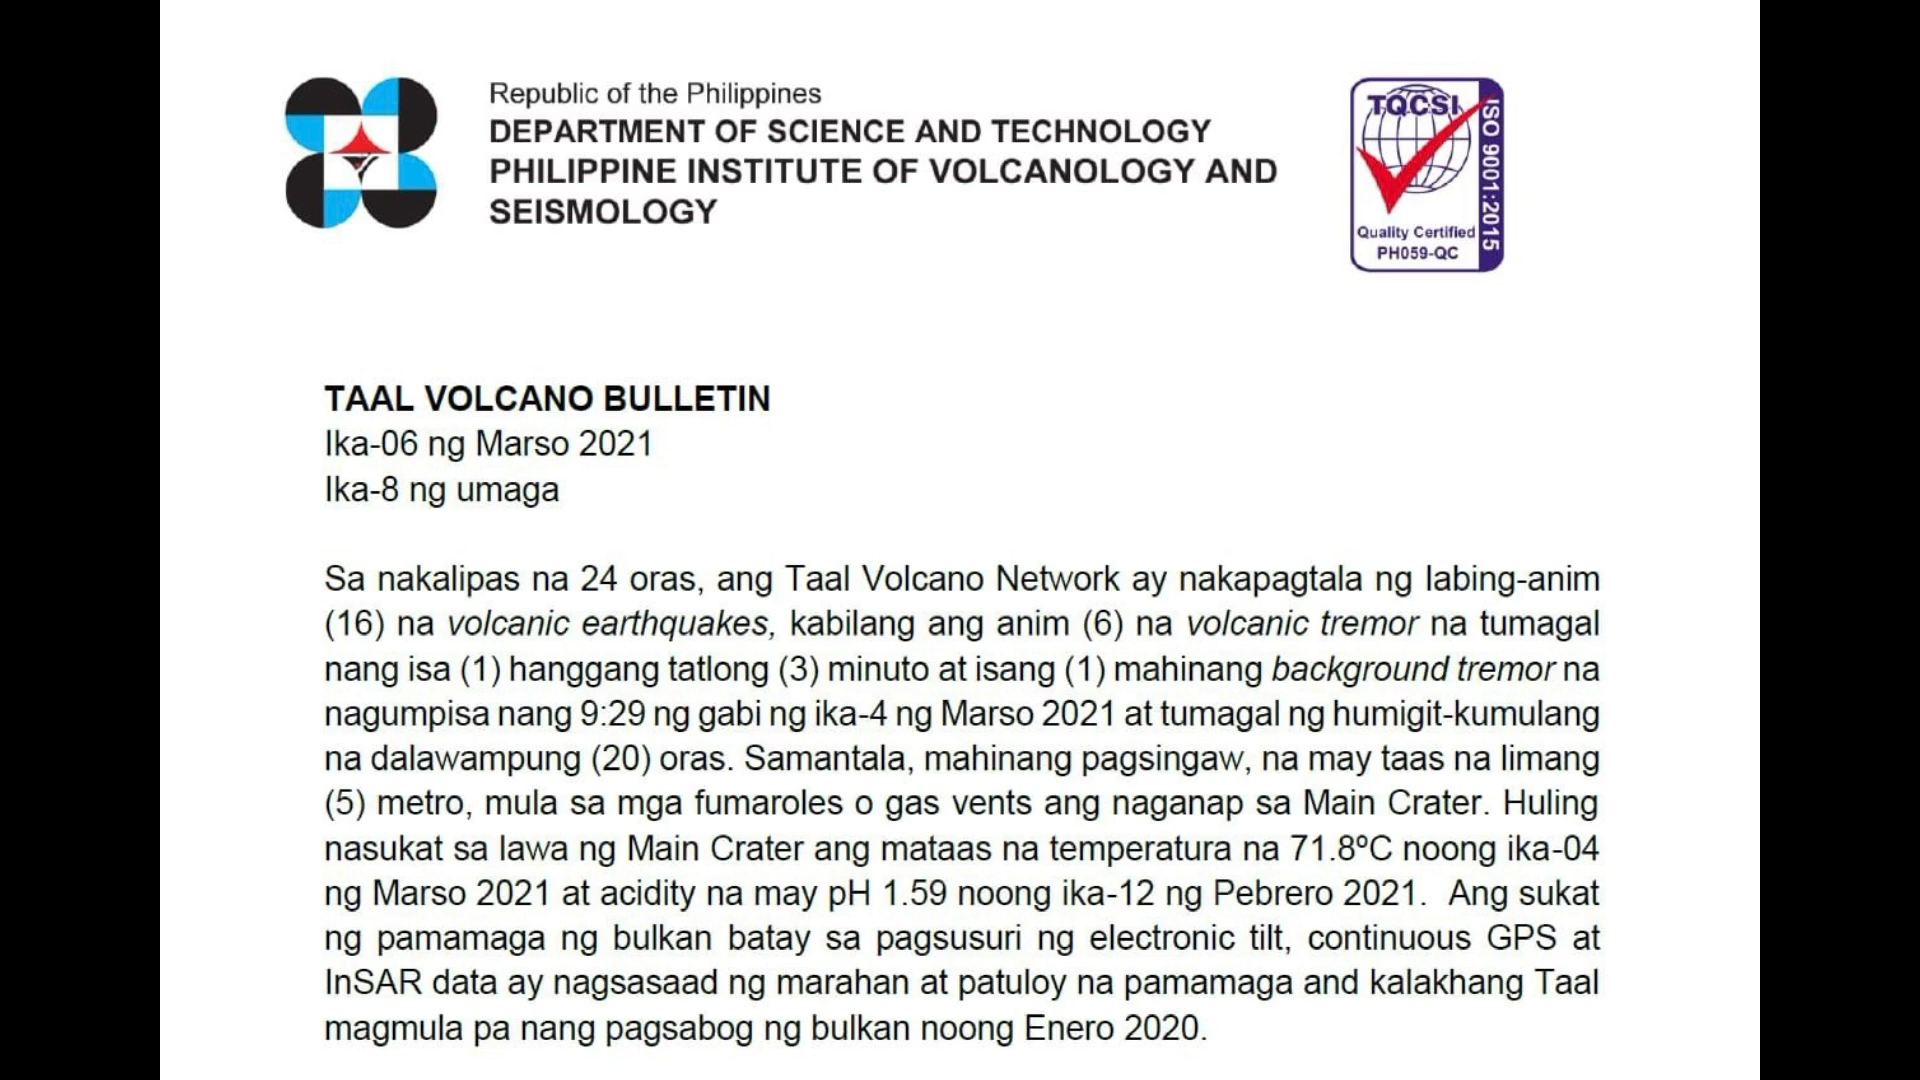 Republic of the Philippines
DEPARTMENT OF SCIENCE AND TECHNOLOGY
PHILIPPINE INSTITUTE OF VOLCANOLOGY AND
SEISMOLOGY
TQCSI
ISO 9001:2015
Quality Certified
PH059-QC
TAAL VOLCANO BULLETIN
Ika-06 ng Marso 2021
Ika-8 ng umaga
Sa nakalipas na 24 oras, ang Taal Volcano Network ay nakapagtala ng labing-anim
(16) na volcanic earthquakes, kabilang ang anim (6) na volcanic tremor na tumagal
nang isa (1) hanggang tatlong (3) minuto at isang (1) mahinang background tremor na
nagumpisa nang 9:29 ng gabi ng ika-4 ng Marso 2021 at tumagal ng humigit-kumulang
na dalawampung (20) oras. Samantala, mahinang pagsingaw, na may taas na limang
(5) metro, mula sa mga fumaroles o gas vents ang naganap sa Main Crater. Huling
nasukat sa lawa ng Main Crater ang mataas na temperatura na 71.8ºC noong ika-04
ng Marso 2021 at acidity na may pH 1.59 noong ika-12 ng Pebrero 2021. Ang sukat
ng pamamaga ng bulkan batay sa pagsusuri ng electronic tilt, continuous GPS at
InSAR data ay nagsasaad ng marahan at patuloy na pamamaga and kalakhang Taal
magmula pa nang pagsabog ng bulkan noong Enero 2020.